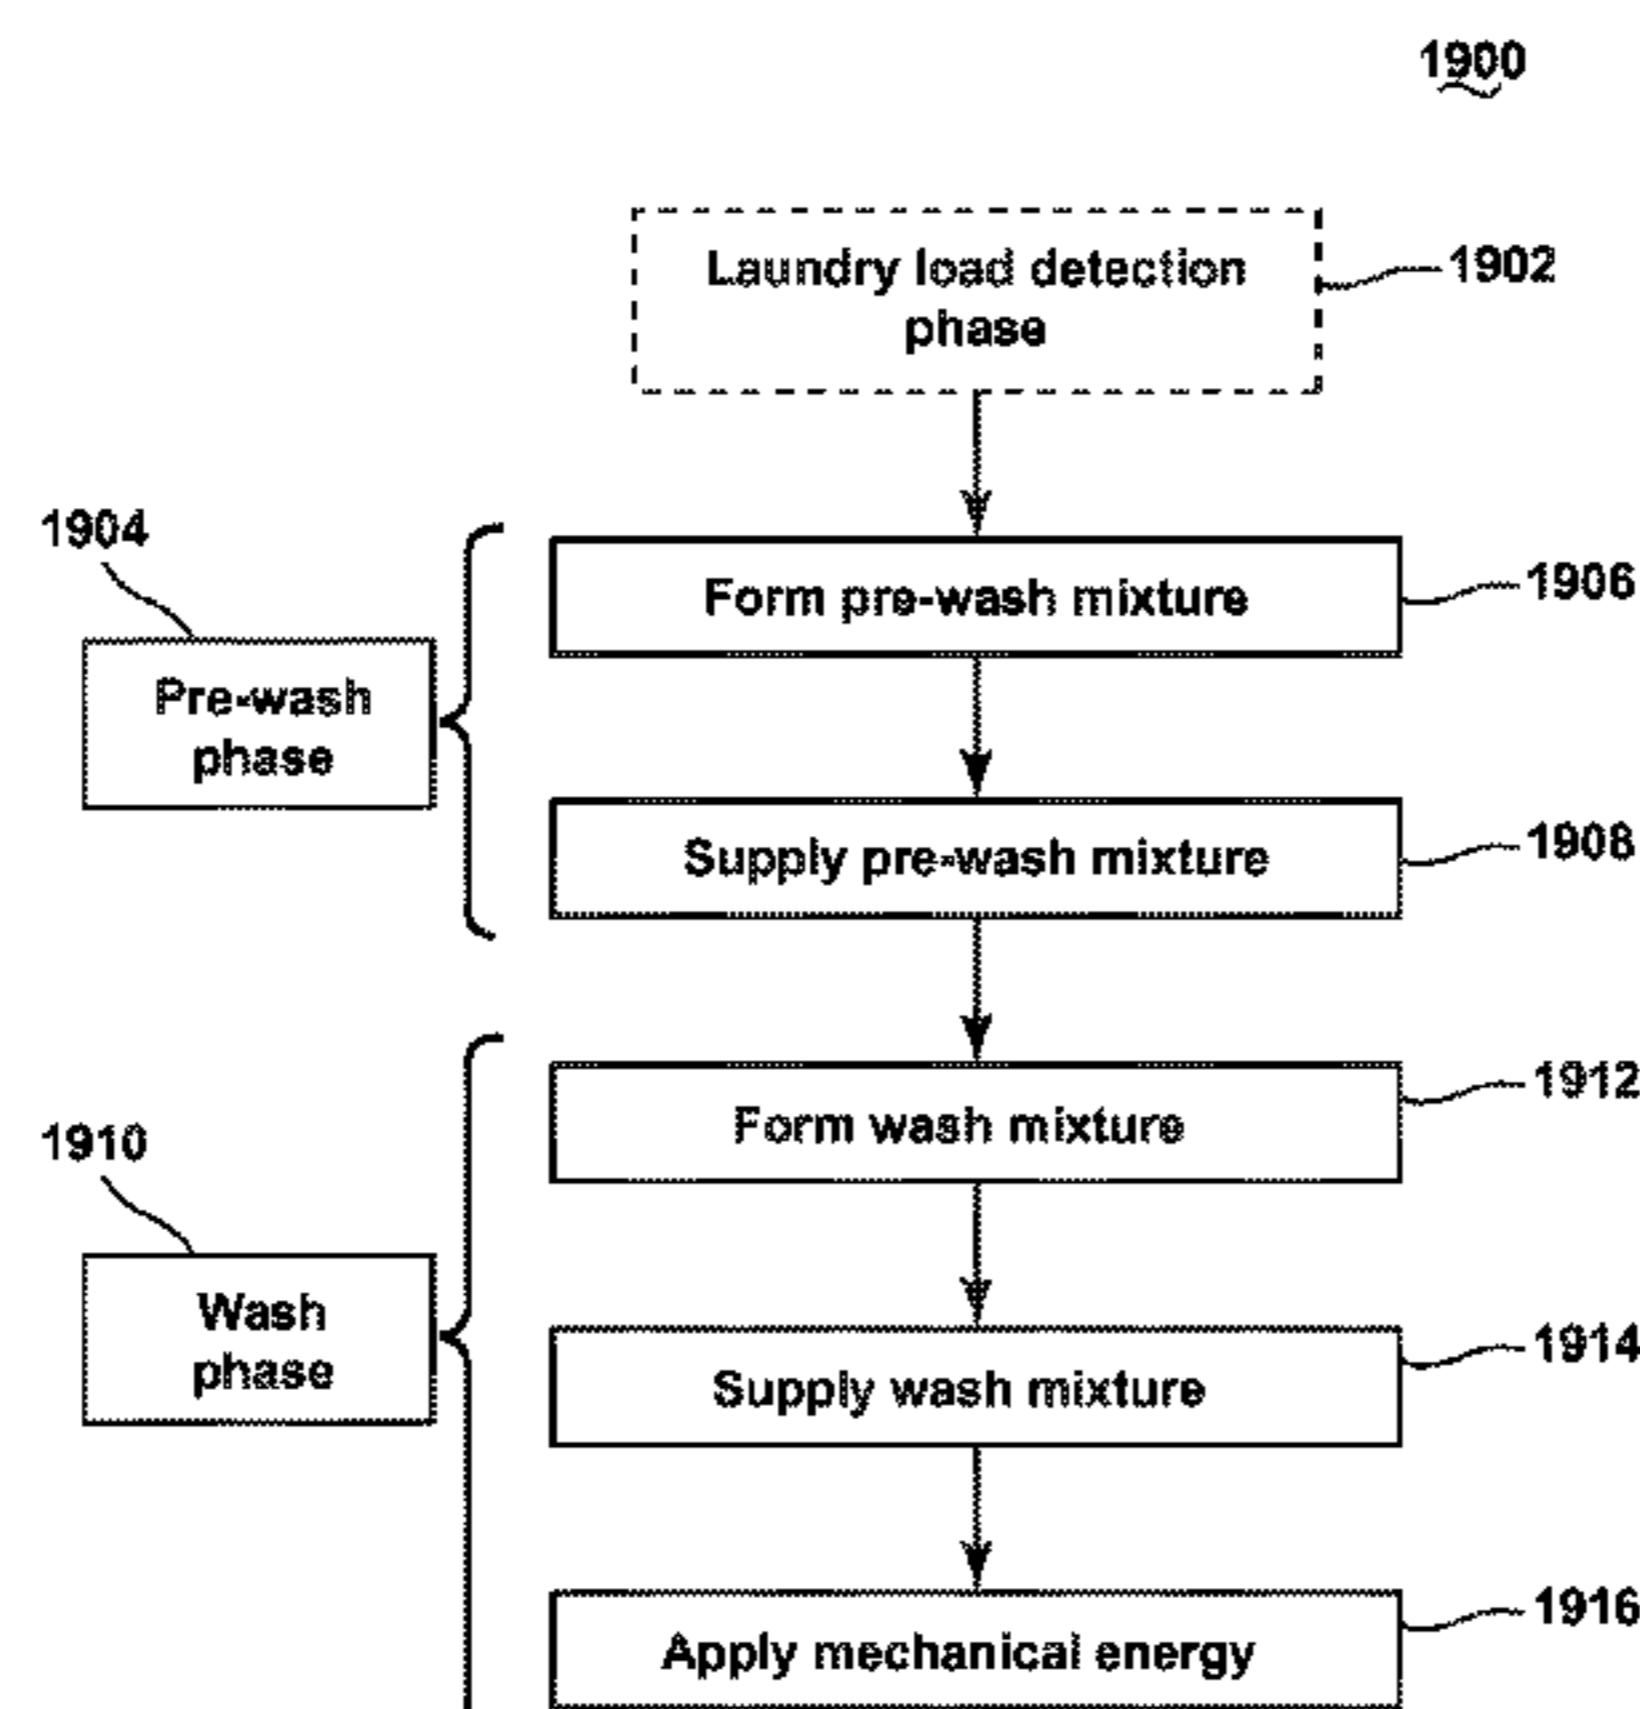 1900
Laundry load detection
phase
1902
1904
Pre-wash
phase
Form pre-wash mixture
1906
Supply pre-wash mixture
1908
1910
Wash
phase
Form wash mixture
1912
Supply wash mixture
1914
Apply mechanical energy
1916